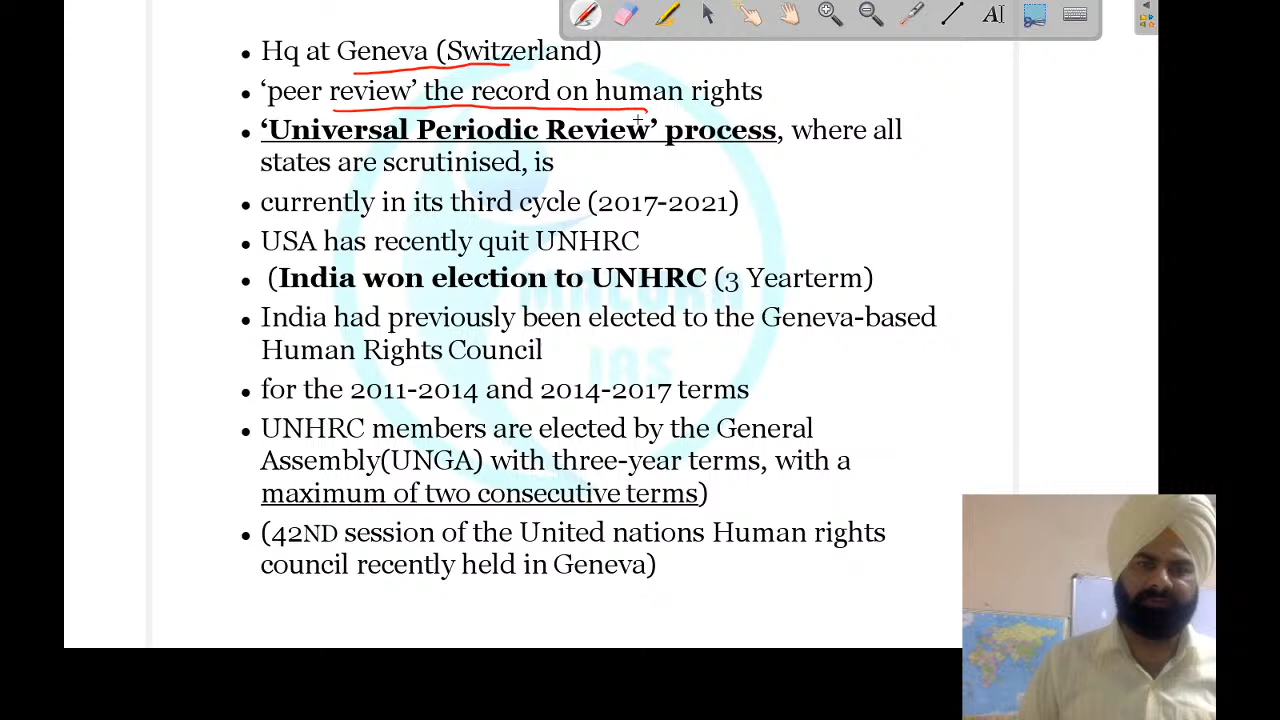 AI
Hq at Geneva (Switzerland)
‘peer review’ the record on human rights
‘Universal Periodic Review’ process, where all
states are scrutinised, is
currently in its third cycle (2017-2021)
USA has recently quit UNHRC
(India won election to UNHRC (3 Yearterm)
India had previously been elected to the Geneva-based
Human Rights Council
for the 2011-2014 and 2014-2017 terms
UNHRC members are elected by the General
Assembly(UNGA) with three-year terms, with a
maximum of two consecutive terms)
(42ND session of the United nations Human rights
council recently held in Geneva)
IAS